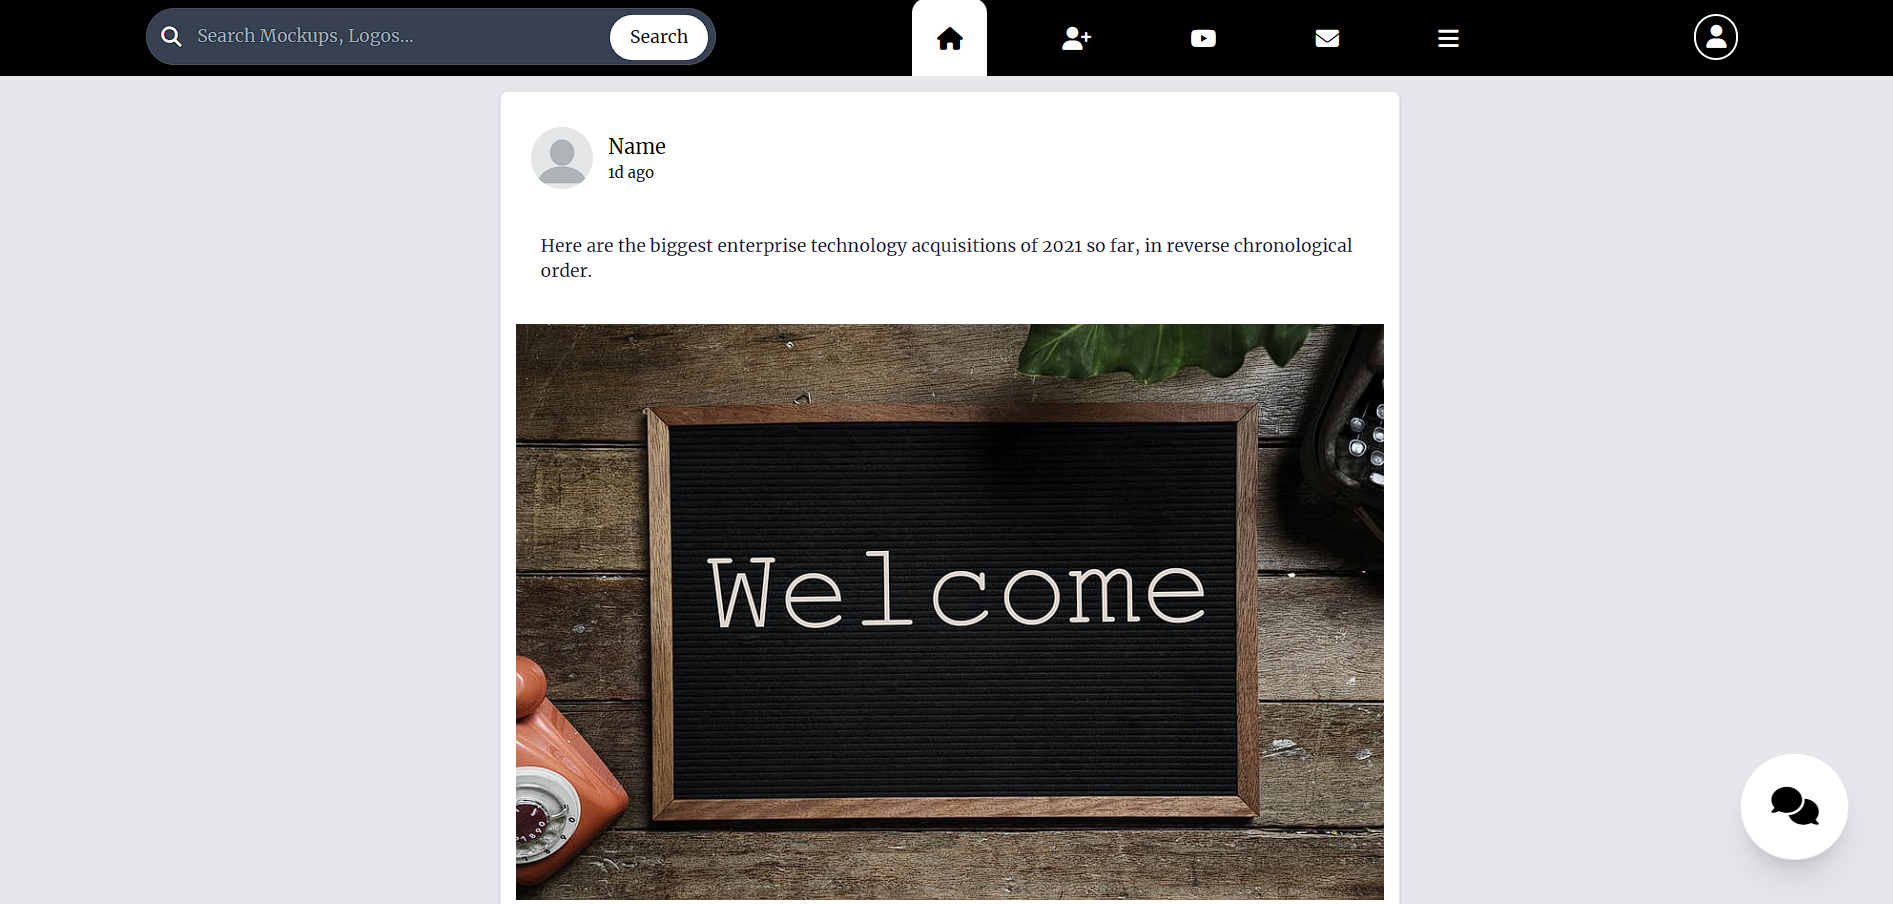 Search Mockups, Logos...
Search
Name
1d ago
Here are the biggest enterprise technology acquisitions of 2021 so far, in reverse chronological
order.
Welcome